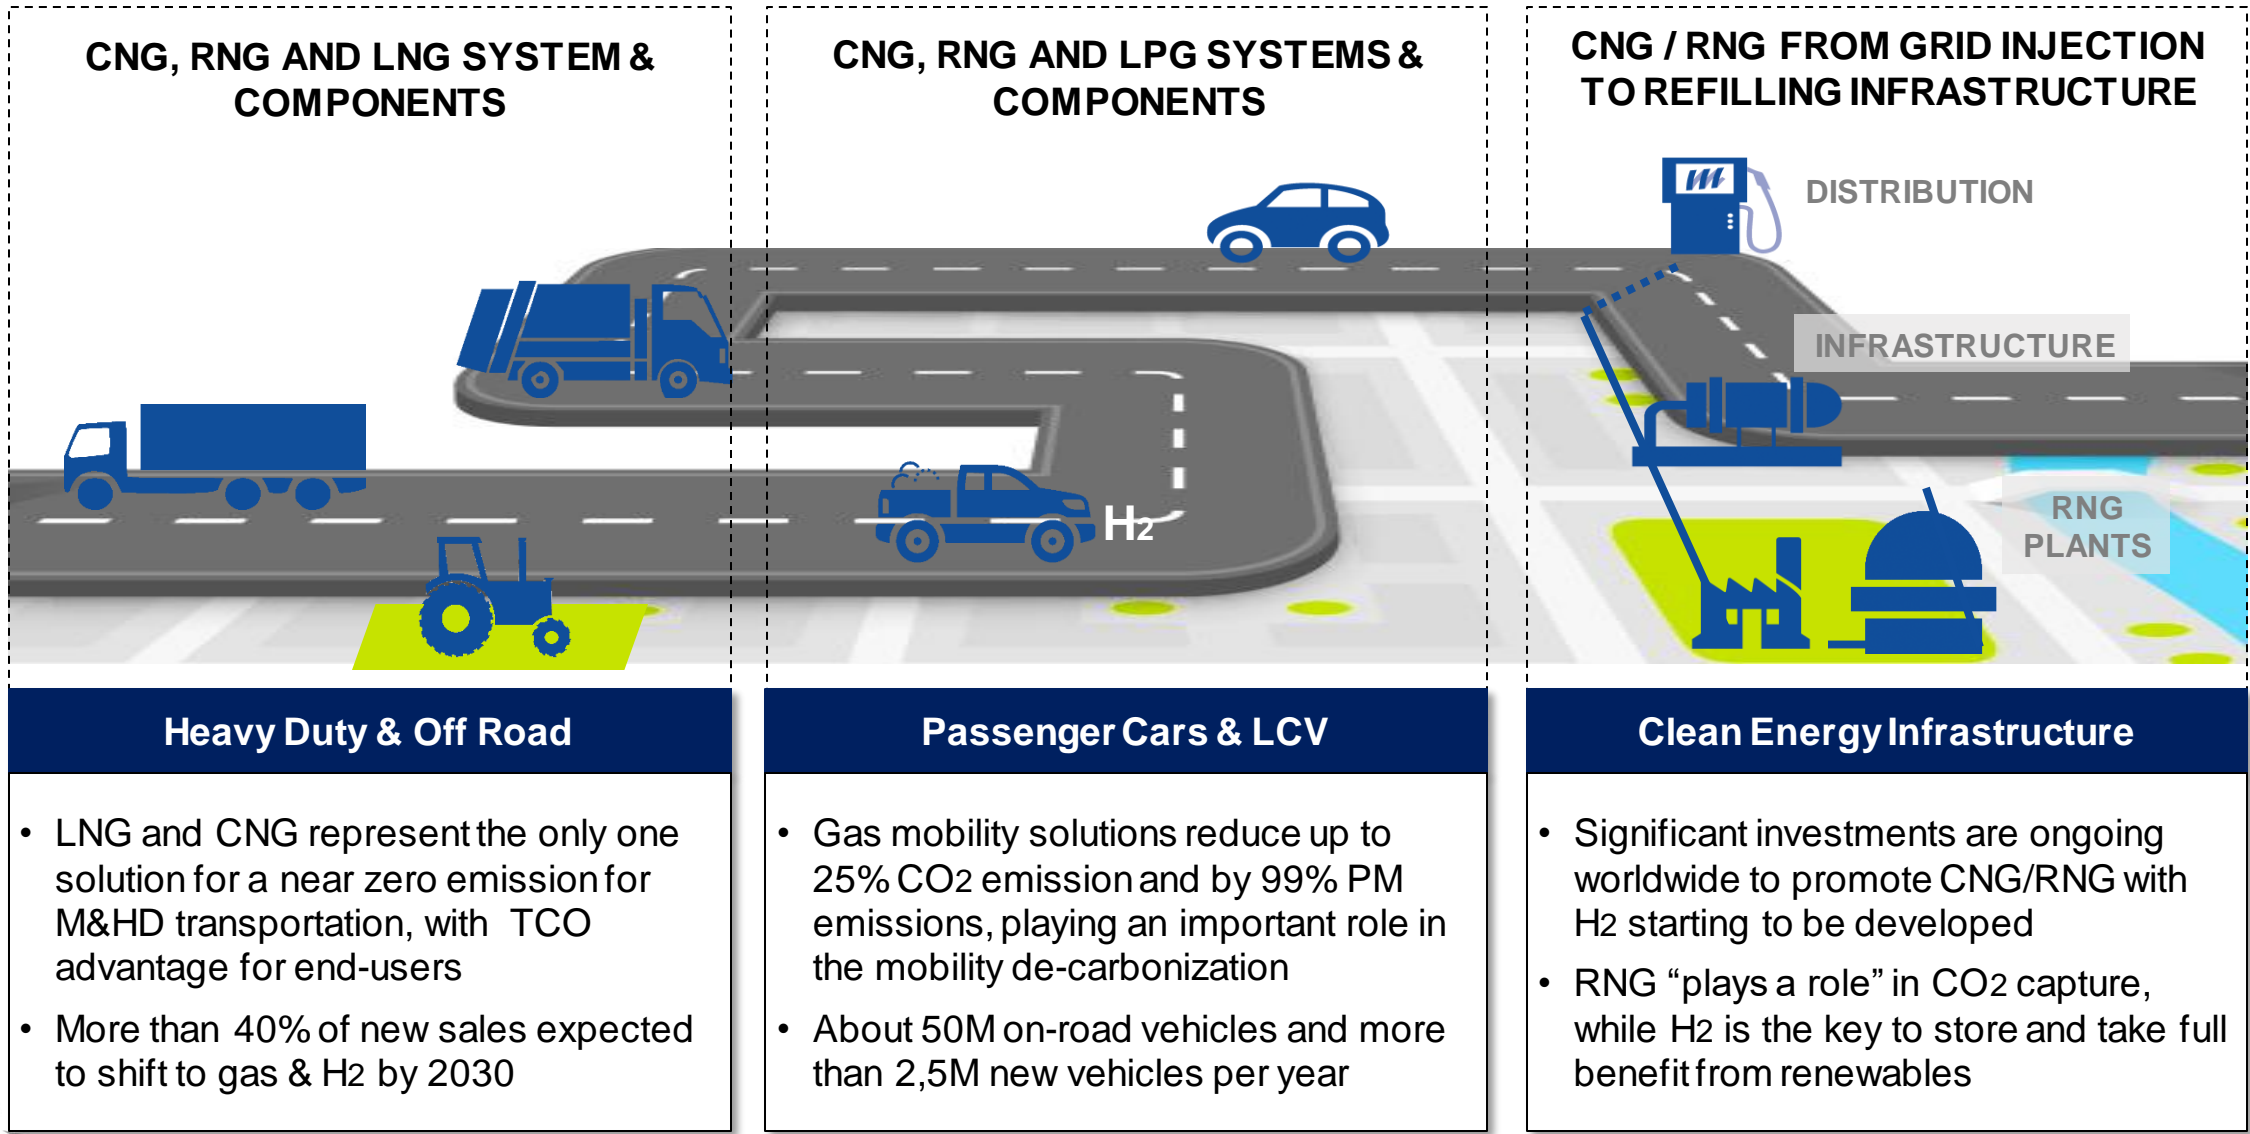 CNG, RNG AND LNG SYSTEM &
COMPONENTS
CNG, RNG AND LPG SYSTEMS &
COMPONENTS
CNG / RNG FROM GRID INJECTION
TO REFILLING INFRASTRUCTURE
DISTRIBUTION
INFRASTRUCTURE
H2
RNG
PLANTS
Heavy Duty & Off Road
• LNG and CNG represent the only one
solution for a near zero emission for
M&HD transportation, with TCO
advantage for end-users
• More than 40% of new sales expected
to shift to gas & H2 by 2030
Passenger Cars & LCV
• Gas mobility solutions reduce up to
25% CO2 emission and by 99% PM
emissions, playing an important role in
the mobility de-carbonization
• About 50M on-road vehicles and more
than 2,5M new vehicles per year
Clean Energy Infrastructure
• Significant investments are ongoing
worldwide to promote CNG/RNG with
H2 starting to be developed
• RNG “plays a role” in CO2 capture,
while H2 is the key to store and take full
benefit from renewables